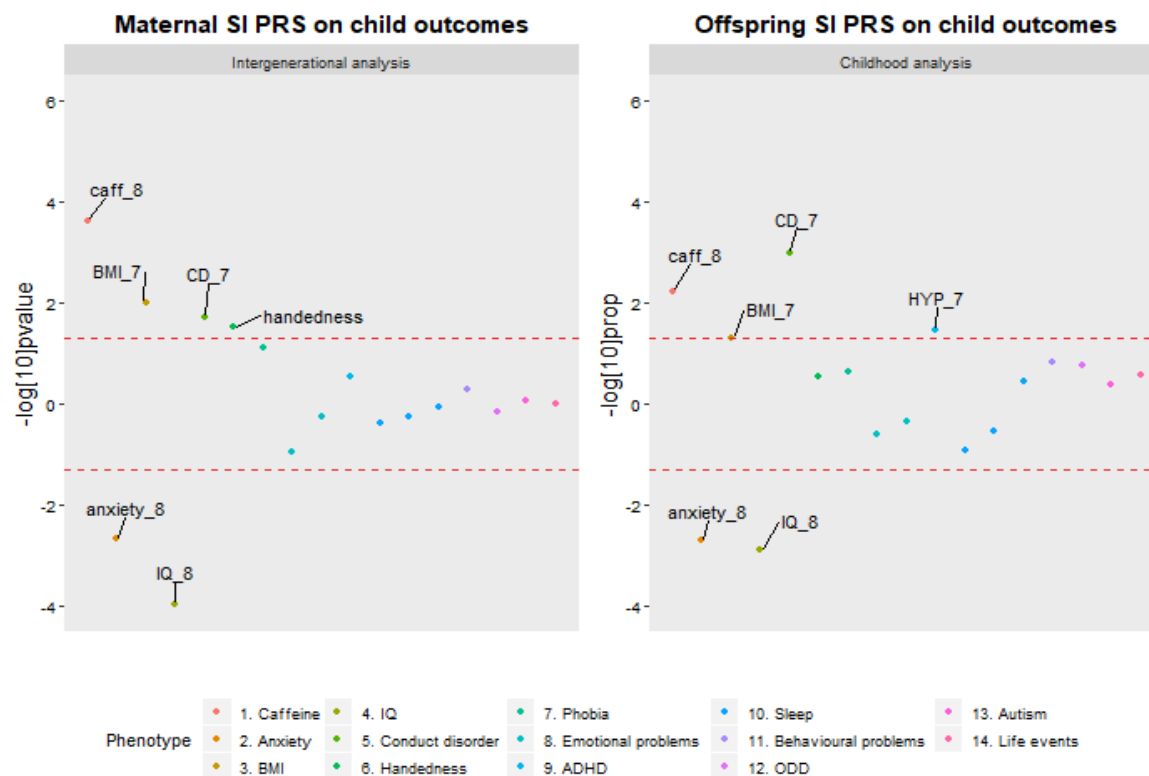 Maternal SI PRS on child outcomes
Intergenerational analysis
-log[10]pvalue
6
4
2
0
-2
-4
caff_8
BMI_7
CD_7
handedness
anxiety_8
IQ_8
Offspring SI PRS on child outcomes
Childhood analysis
-log[10]prop
6
4
2
0
-2
-4
CD_7
caff_8
HYP_7
BMI_7
anxiety_8
IQ_8
Phenotype
1. Caffeine
2. Anxiety
3. BMI
4. IQ
5. Conduct disorder
6. Handedness
7. Phobia
8. Emotional problems
9. ADHD
10. Sleep
11. Behavioural problems
12. ODD
13. Autism
14. Life events